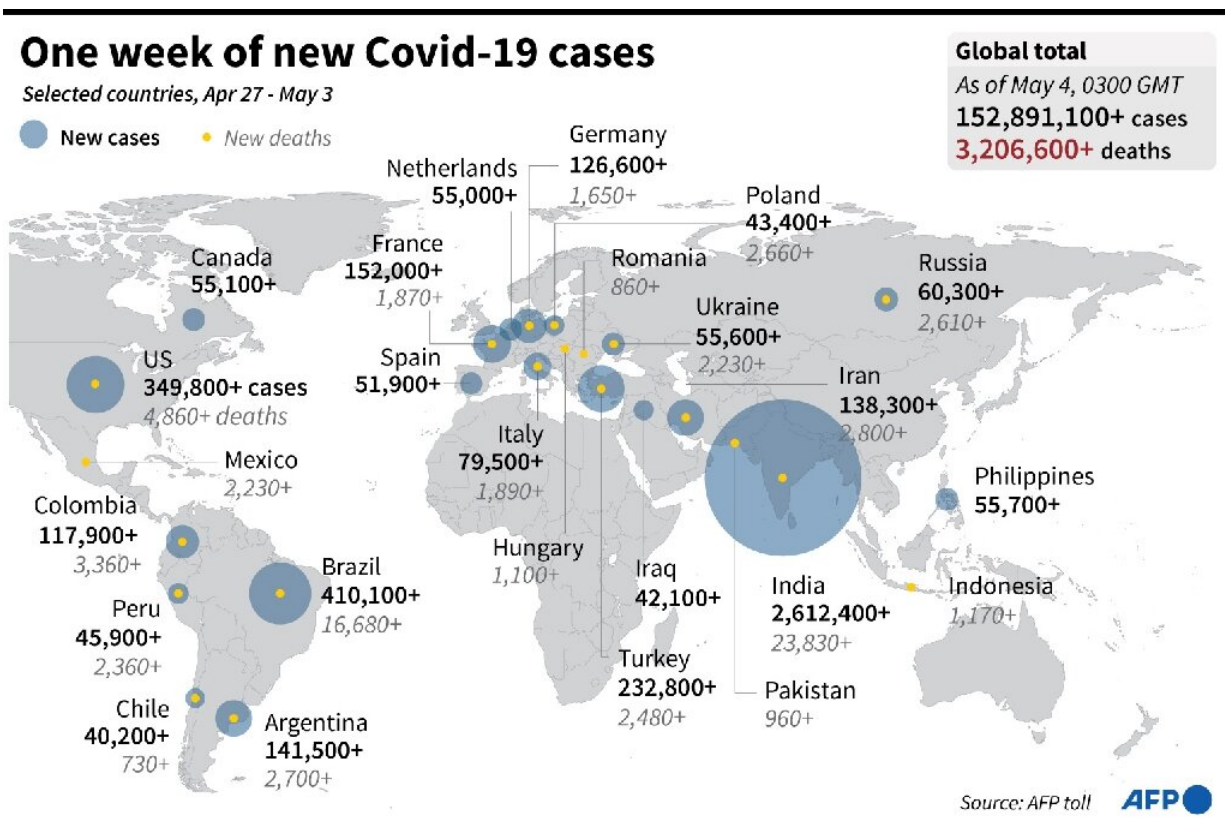 One week of new Covid-19 cases
Selected countries, Apr 27 - May 3
New cases
New deaths
Global total
As of May 4, 0300 GMT
152,891,100+ cases
3,206,600+ deaths
Germany
126,600+
1,650+
Netherlands
55,000+
Poland
43,400+
2,660+
France
152,000+
1,870+
Romania
860+
Canada
55,100+
Russia
60,300+
2,610+
Ukraine
55,600+
2,230+
US
349,800+ cases
4,860+ deaths
Spain
51,900+
Iran
138,300+
2,800+
Italy
79,500+
1,890+
Mexico
2,230+
Philippines
55,700+
Colombia
117,900+
3,360+
Hungary
1,100+
Iraq
42,100+
Brazil
410,100+
16,680+
India
2,612,400+
23,830+
Indonesia
1,170+
Peru
45,900+
2,360+
Turkey
232,800+
2,480+
Pakistan
960+
Chile
40,200+
730+
Argentina
141,500+
2,700+
Source: AFP toll
AFP